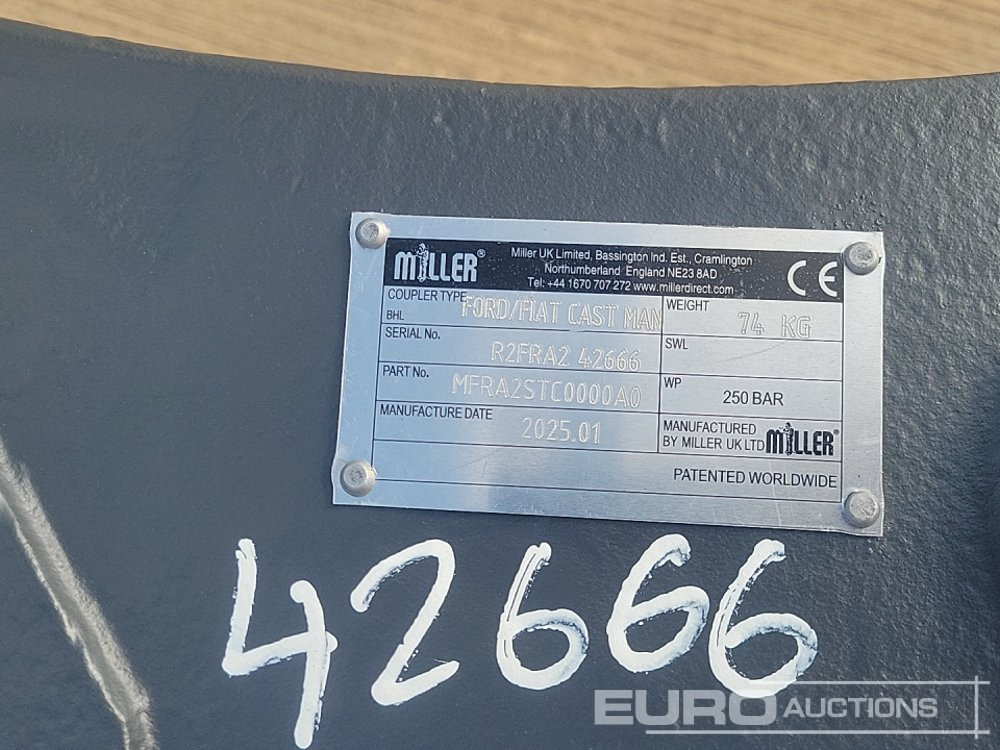 MILLER®
Miller UK Limited, Bassington Ind. Est., Cramlington
Northumberland England NE23 8AD
Tel: +44 1670 707 272 www.millerdirect.com
CE
COUPLER TYPE FORD/FIAT CAST MAN
BHL
WEIGHT 74 KG
SERIAL No. R2FRA2 42666
SWL
PART No. MFRA2STC0000A0
WP 250 BAR
MANUFACTURE DATE 2025.01
MANUFACTURED
BY MILLER UK LTD MILLER®
PATENTED WORLDWIDE
42666
EURO AUCTIONS